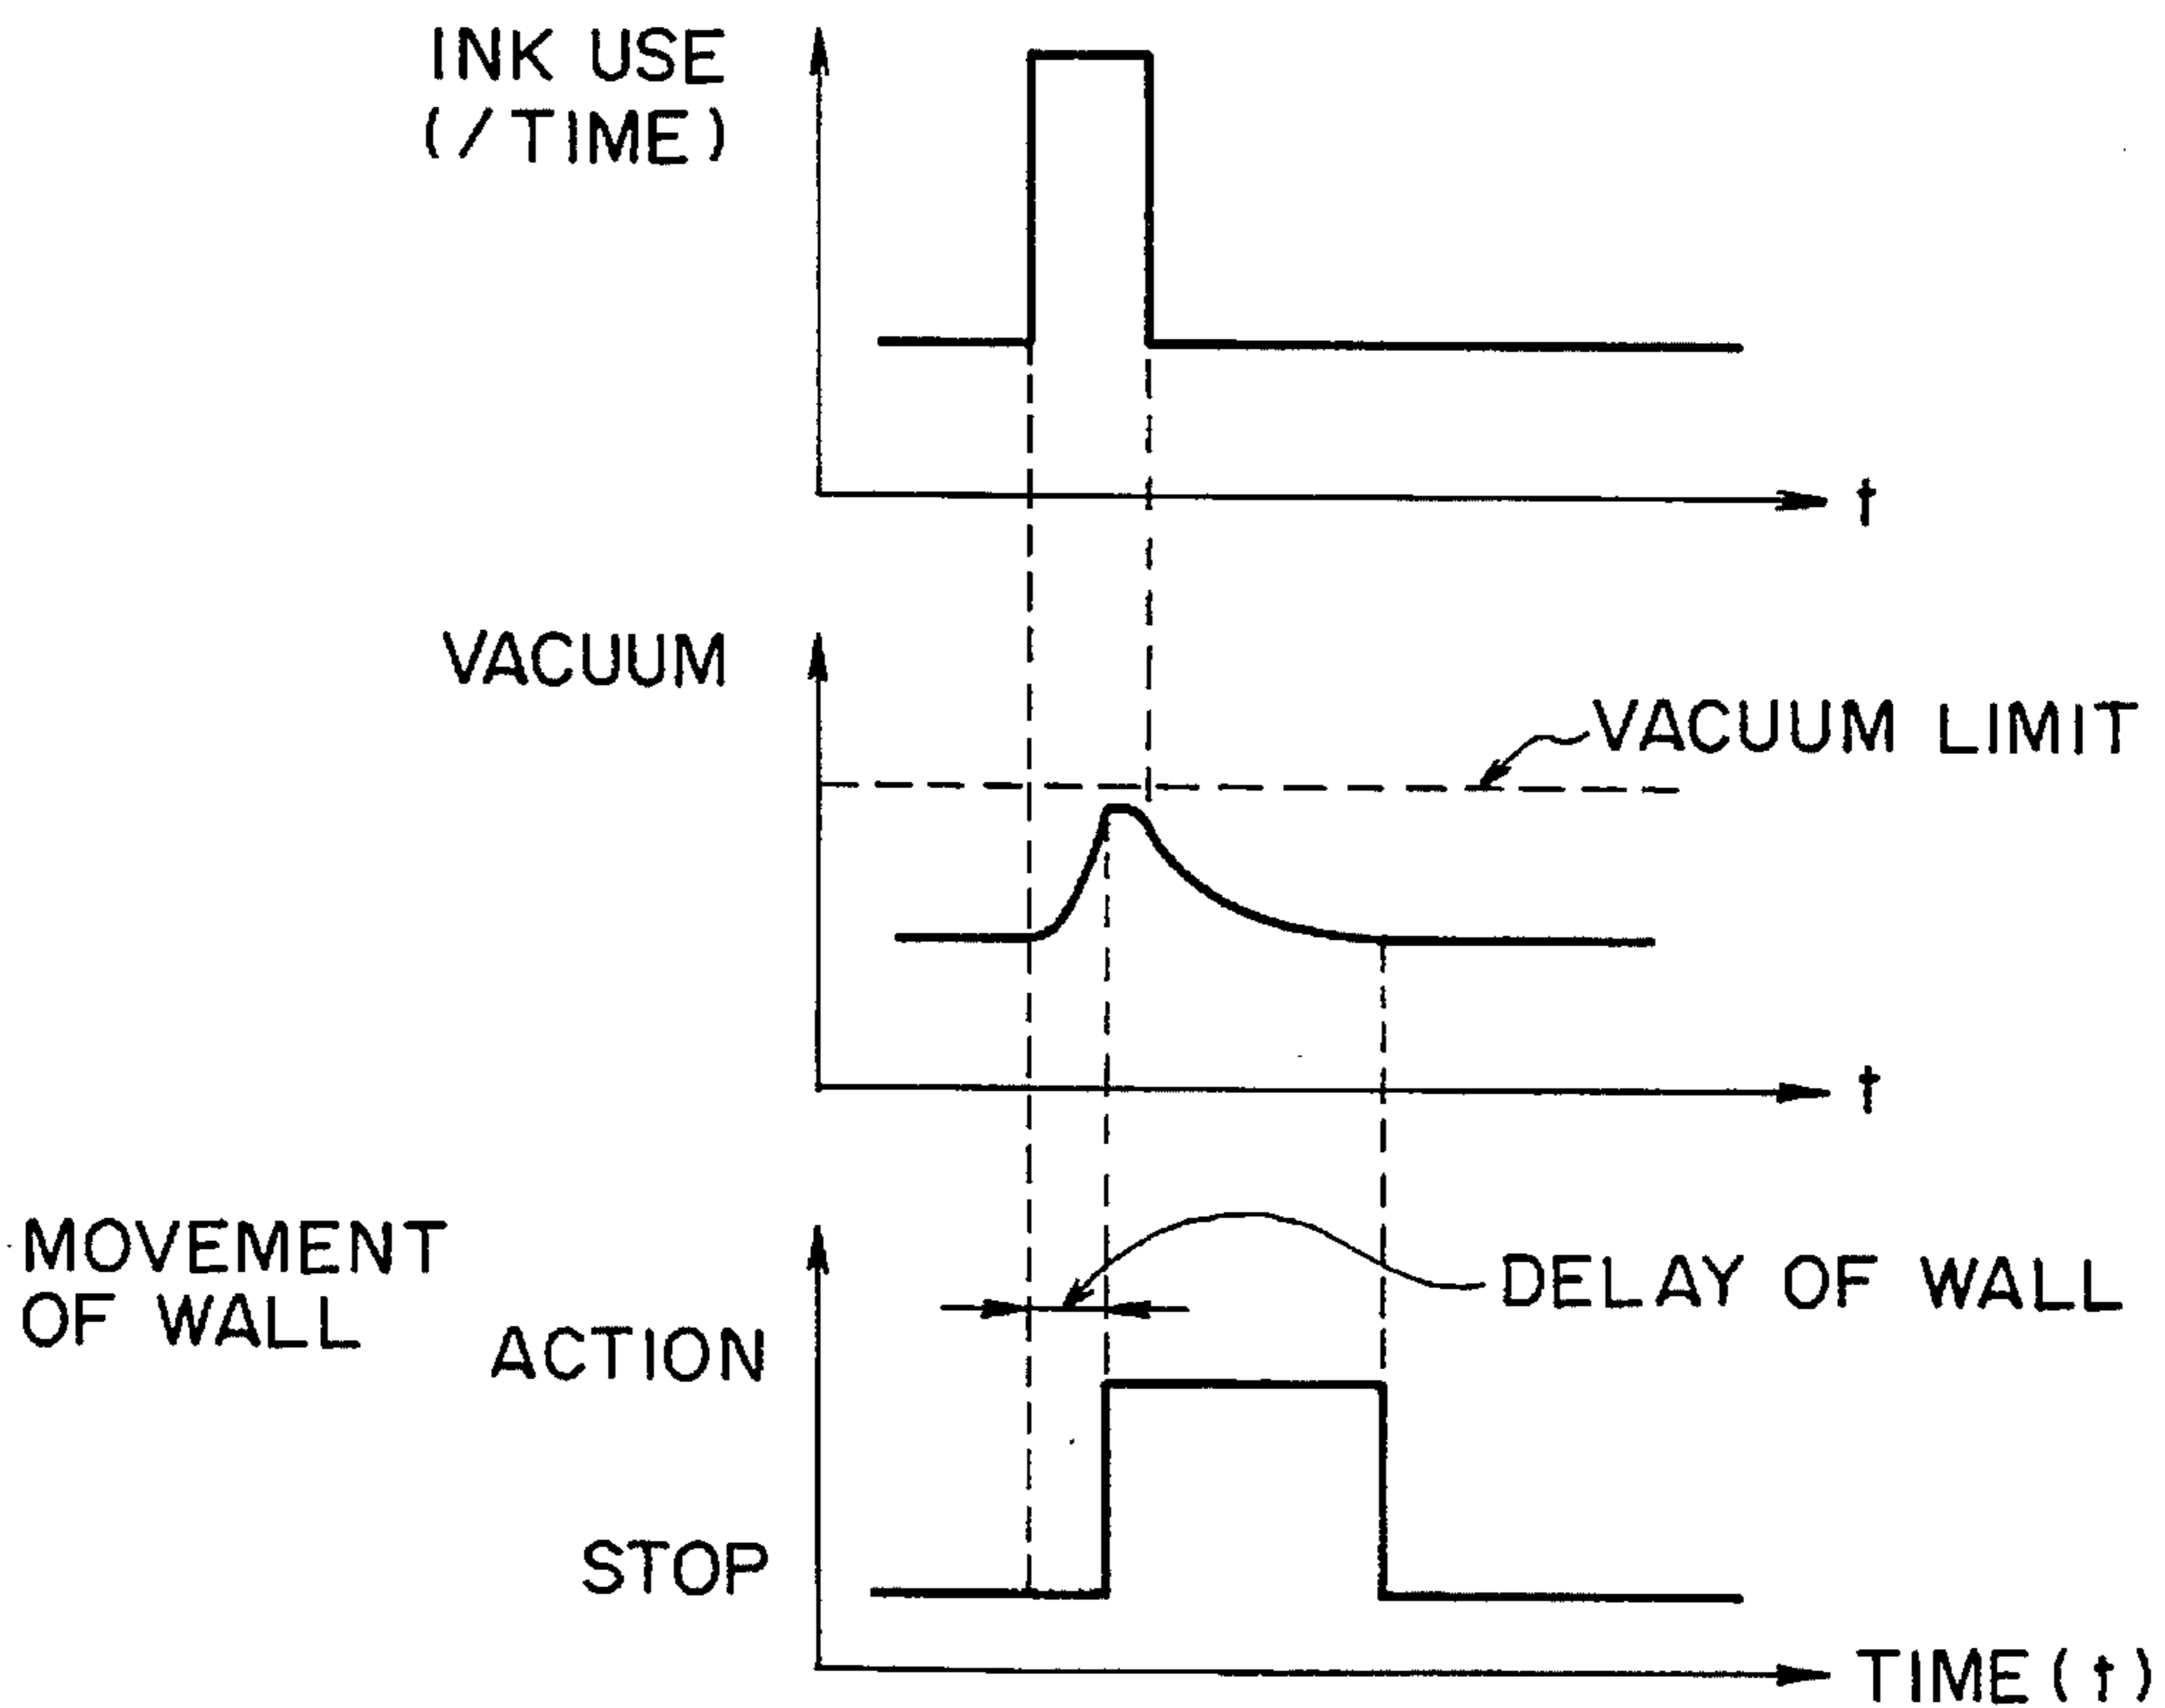 INK USE
(/TIME)
t
VACUUM
VACUUM LIMIT
t
MOVEMENT
OF WALL
DELAY OF WALL
ACTION
STOP
TIME(t)